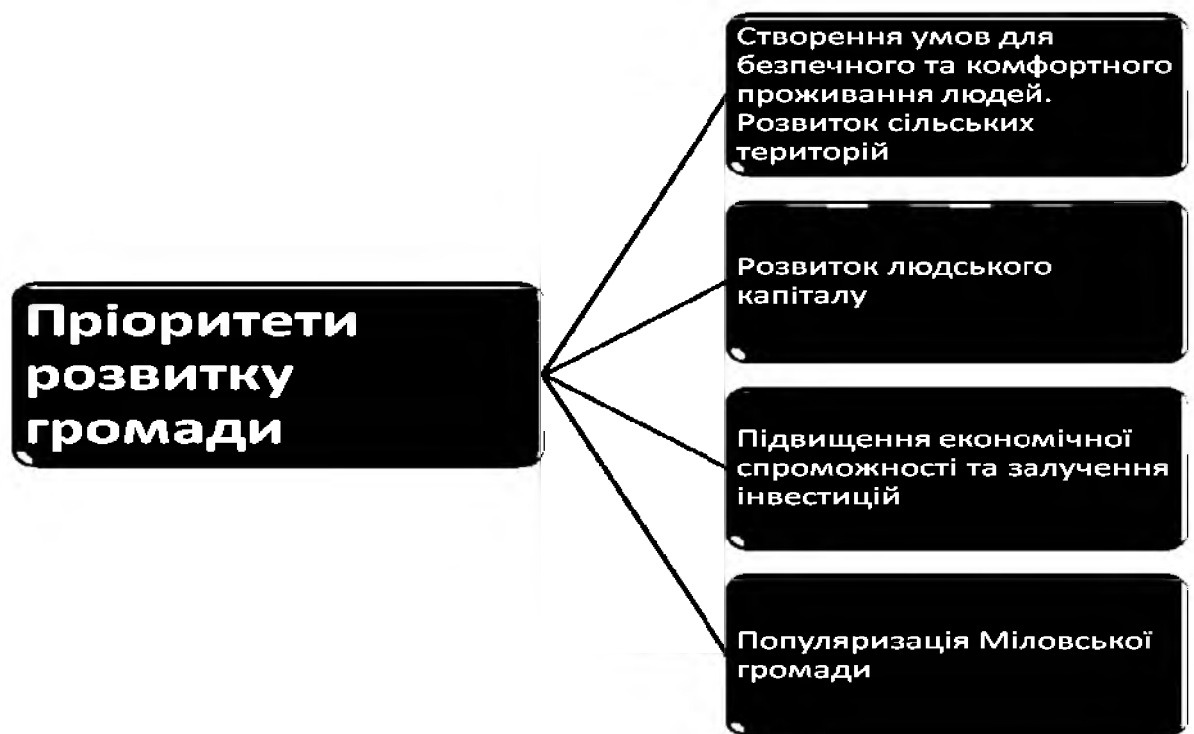 Пріоритети
розвитку
громади
Створення умов для
безпечного та комфортного
проживання людей.
Розвиток сільських
територій
Розвиток людського
капіталу
Підвищення економічної
спроможності та залучення
інвестицій
Популяризація Міловської
громади